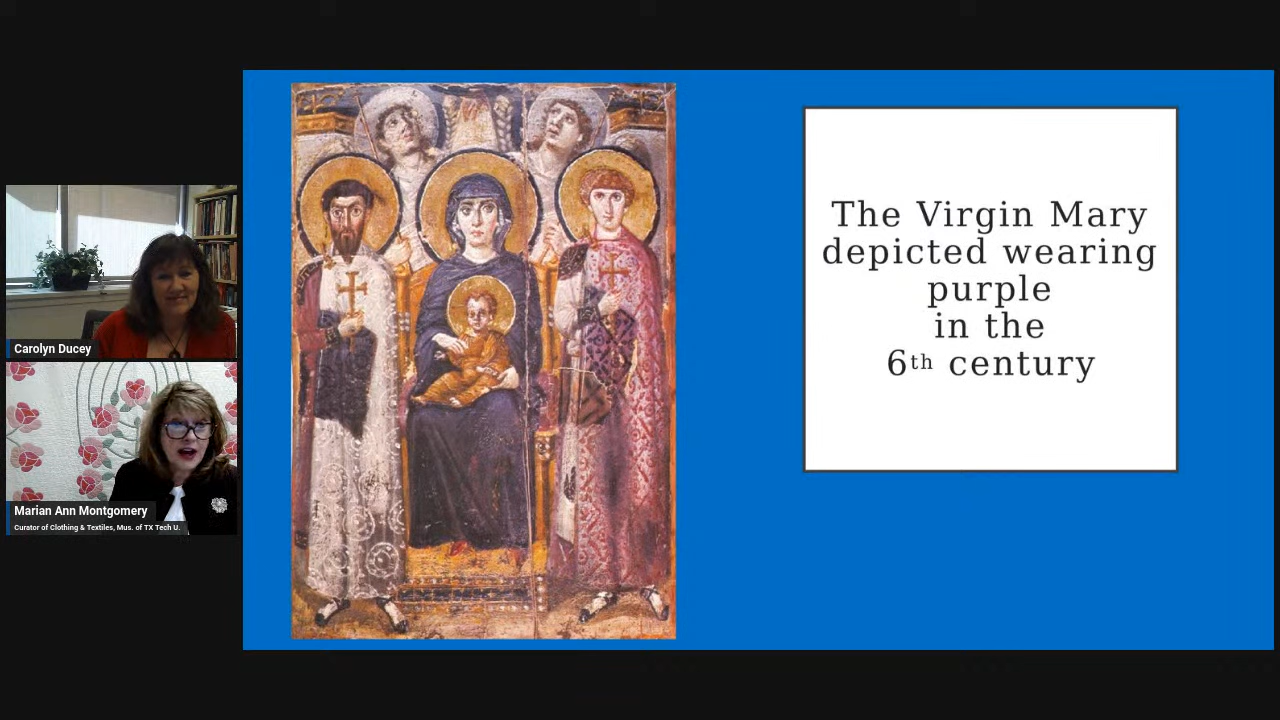 Carolyn Ducey
Marian Ann Montgomery
Curator of Clothing & Textiles, Mus. of TX Tech U.
The Virgin Mary
depicted wearing
purple
in the
6th century